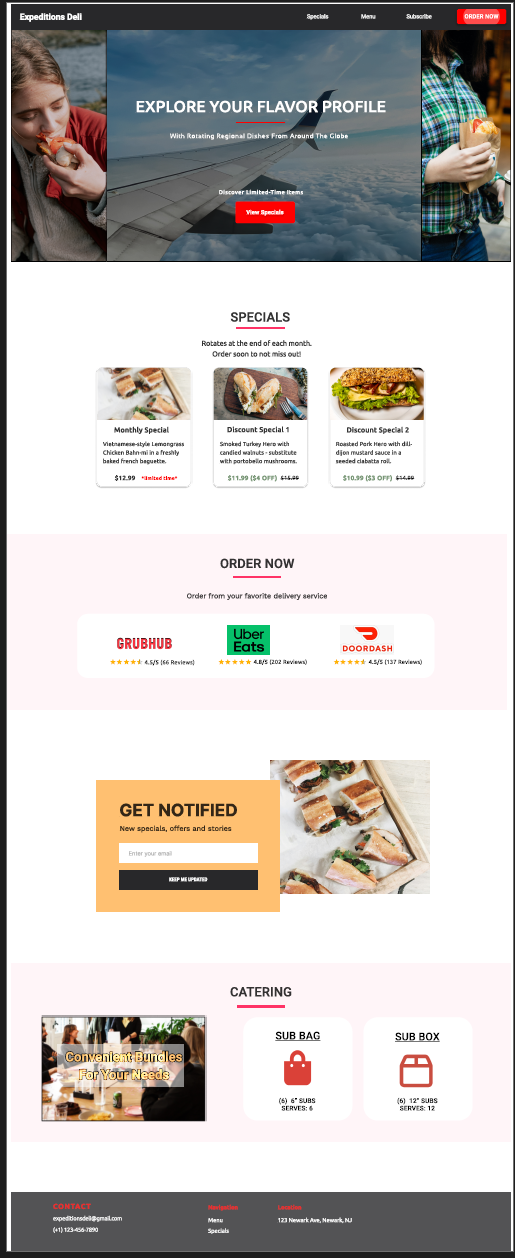 Expeditions Deli
Specials
Menu
Subscribe
ORDER NOW
EXPLORE YOUR FLAVOR PROFILE
With Rotating Regional Dishes From Around The Globe
Discover Limited-Time Items
View Specials
SPECIALS
Rotates at the end of each month.
Order soon to not miss out!
Monthly Special
Vietnamese-style Lemongrass
Chicken Bahn-mi in a freshly
baked french baguette.
$12.99 *limited time*
Discount Special 1
Smoked Turkey Hero with
candied walnuts - substitute
with portobello mushrooms.
$11.99 ($4 OFF) $15.99
Discount Special 2
Roasted Pork Hero with dill-
dijon mustard sauce in a
seeded ciabatta roll.
$10.99 ($3 OFF) $14.99
ORDER NOW
Order from your favorite delivery service
GRUBHUB
4.5/5 (56 Reviews)
Uber
Eats
4.8/5 (202 Reviews)
DOORDASH
4.5/5 (137 Reviews)
GET NOTIFIED
New specials, offers and stories
Enter your email
KEEP ME UPDATED
CATERING
Convenient Bundles
For Your Needs
SUB BAG
(6) 6" SUBS
SERVES: 6
SUB BOX
(6) 12" SUBS
SERVES: 12
CONTACT
expeditionsdeli@gmail.com
(+1) 123-456-7890
Navigation
Menu
Specials
Location
123 Newark Ave, Newark, NJ